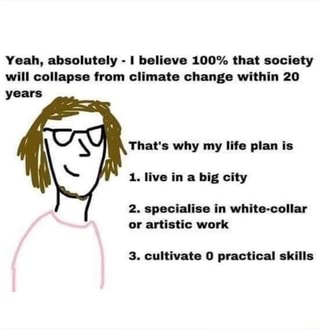 Yeah, absolutely - I believe 100% that society
will collapse from climate change within 20
years
That's why my life plan is
1. live in a big city
2. specialise in white-collar
or artistic work
3. cultivate 0 practical skills